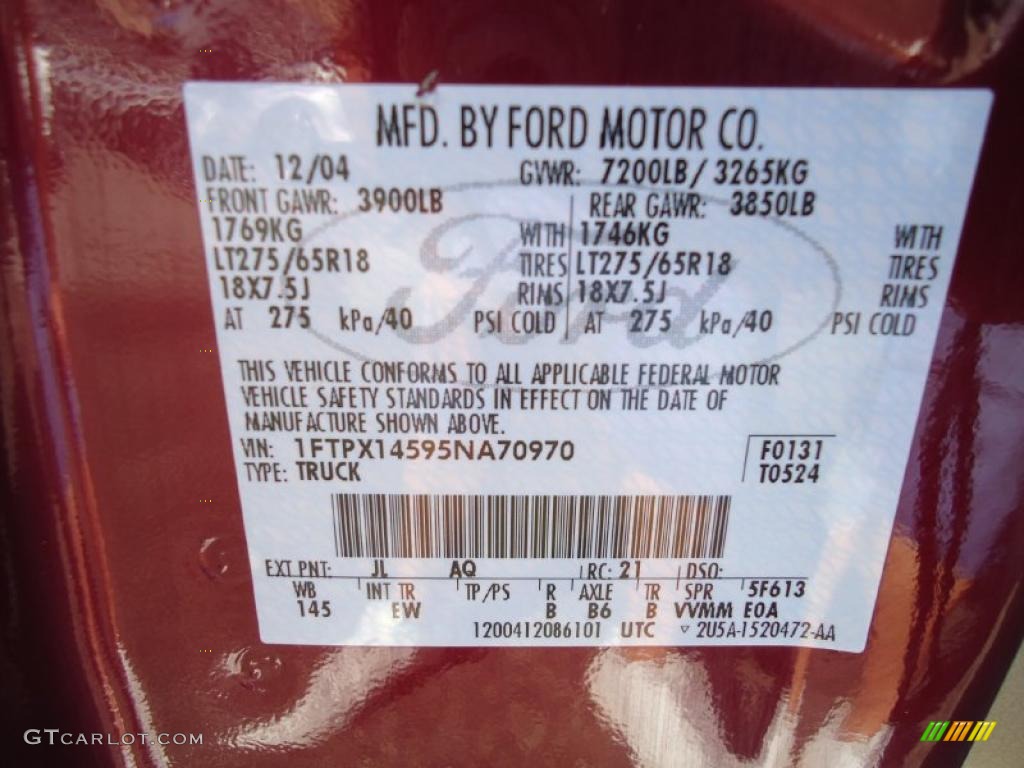 MFD. BY FORD MOTOR CO.
DATE: 12/04 GVWR: 7200LB/ 3265KG
FRONT GAWR: 3900LB REAR GAWR: 3850LB
1769KG WITH 1746KG WITH
LT275/65R18 TIRES LT275/65R18 TIRES
18X7.5J RIMS 18X7.5J RIMS
AT 275 kPa/40 PSI COLD AT 275 kPa/40 PSI COLD
Ford
THIS VEHICLE CONFORMS TO ALL APPLICABLE FEDERAL MOTOR
VEHICLE SAFETY STANDARDS IN EFFECT ON THE DATE OF
MANUFACTURE SHOWN ABOVE.
VIN: 1FTPX14595NA70970 F0131
TYPE: TRUCK T0524
EXT PNT: JL AQ RC: 21 DSO:
WB INT TR TP/PS R AXLE TR SPR 5F613
145 EW B B6 B VVMM EOA
1200412086101 UTC ▽ 2U5A-1520472-AA
GTCARLOT.COM